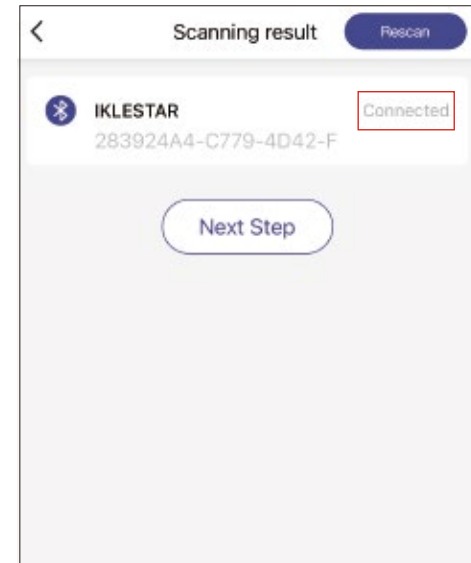 Scanning result
Rescan
IKLESTAR
Connected
283924A4-C779-4D42-F
Next Step